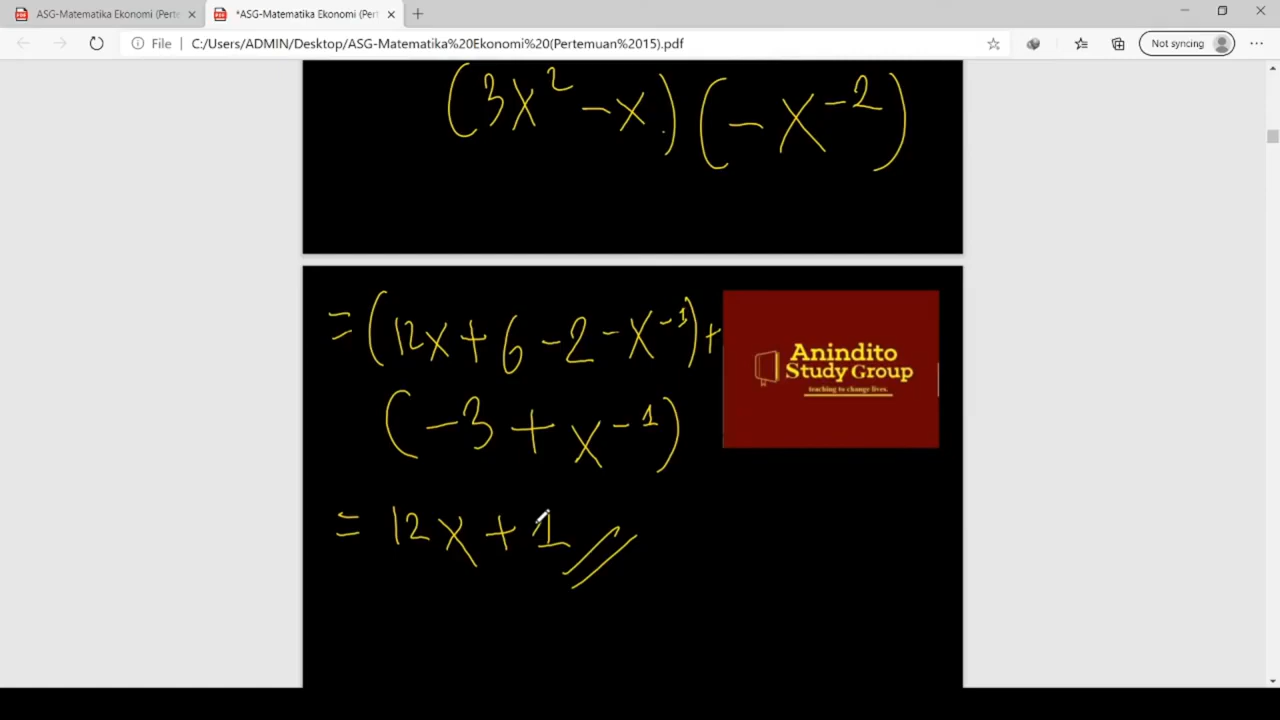 ASG-Matematika Ekonomi (Perte
*ASG-Matematika Ekonomi (Pert
File
C:/Users/ADMIN/Desktop/ASG-Matematika%20Ekonomi%20(Pertemuan%2015).pdf
Not syncing
(3x² - x) (-x⁻²)
= (12x + 6 - 2 - x⁻¹) +
(-3 + x⁻¹)
= 12x + 1
Anindito
Study Group
teaching to change lives.